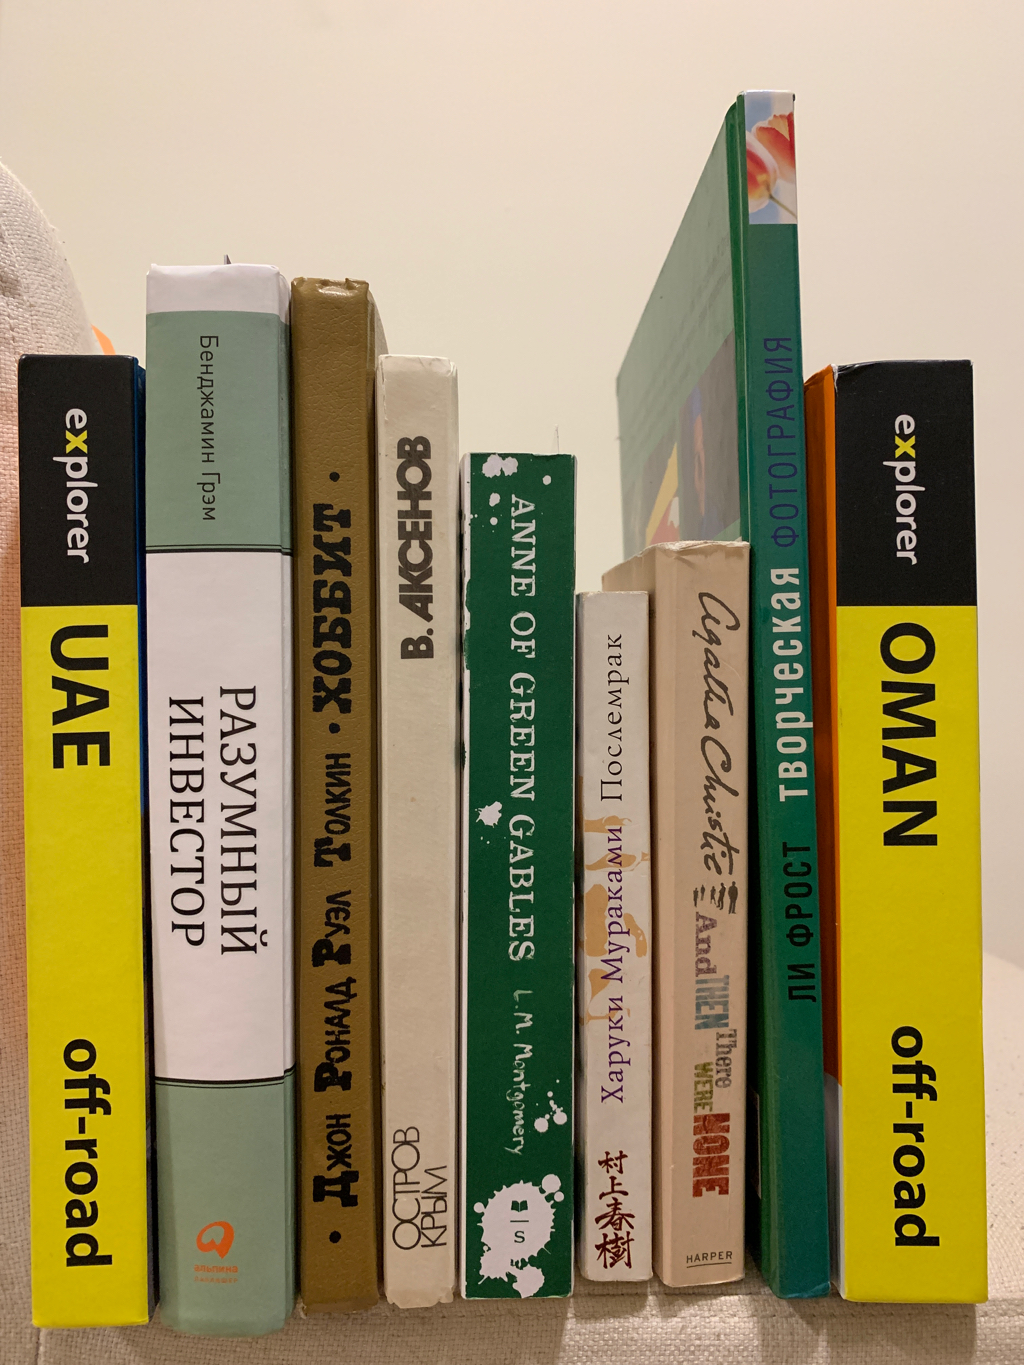 explorer
UAE
off-road
Бенджамин Грэм
РАЗУМНЫЙ
ИНВЕСТОР
• Джон Рональд Руэл Толкин • ХОББИТ •
В. АКСЕНОВ
ОСТРОВ
КРЫМ
ANNE OF GREEN GABLES L. M. Montgomery
S
Харуки Мураками, Послемрак
村上春樹
Agatha Christie
And THEN
There
WERE NONE
HARPER
ЛИ ФРОСТ ТВОРЧЕСКАЯ ФОТОГРАФИЯ
explorer
OMAN
off-road